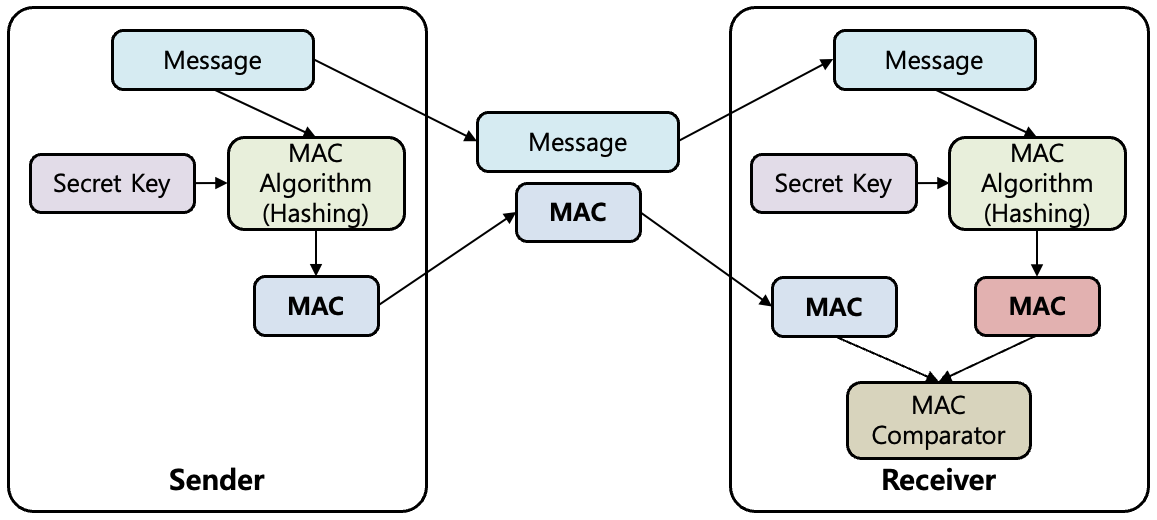 Message
Secret Key
MAC
Algorithm
(Hashing)
MAC
Sender
Message
MAC
Message
Secret Key
MAC
Algorithm
(Hashing)
MAC
MAC
MAC
Comparator
Receiver